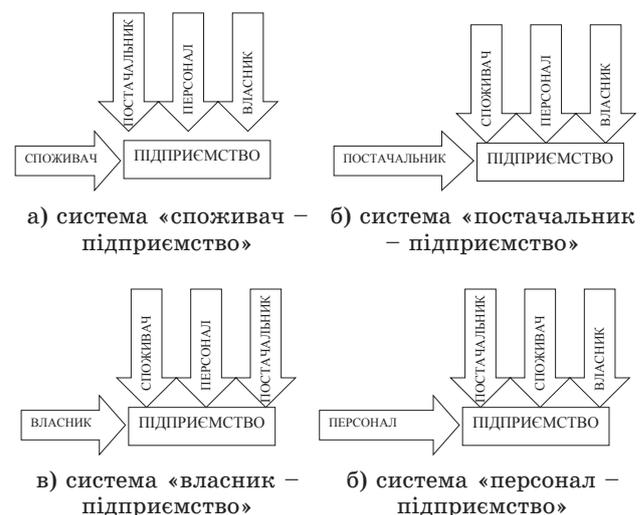 ПОСТАЧАЛЬНИК
ПЕРСОНАЛ
ВЛАСНИК
СПОЖИВАЧ
ПІДПРИЄМСТВО
а) система «споживач –
підприємство»
СПОЖИВАЧ
ПЕРСОНАЛ
ВЛАСНИК
ПОСТАЧАЛЬНИК
ПІДПРИЄМСТВО
б) система «постачальник
– підприємство»
СПОЖИВАЧ
ПЕРСОНАЛ
ПОСТАЧАЛЬНИК
ВЛАСНИК
ПІДПРИЄМСТВО
в) система «власник –
підприємство»
ПОСТАЧАЛЬНИК
СПОЖИВАЧ
ВЛАСНИК
ПЕРСОНАЛ
ПІДПРИЄМСТВО
б) система «персонал –
підприємство»